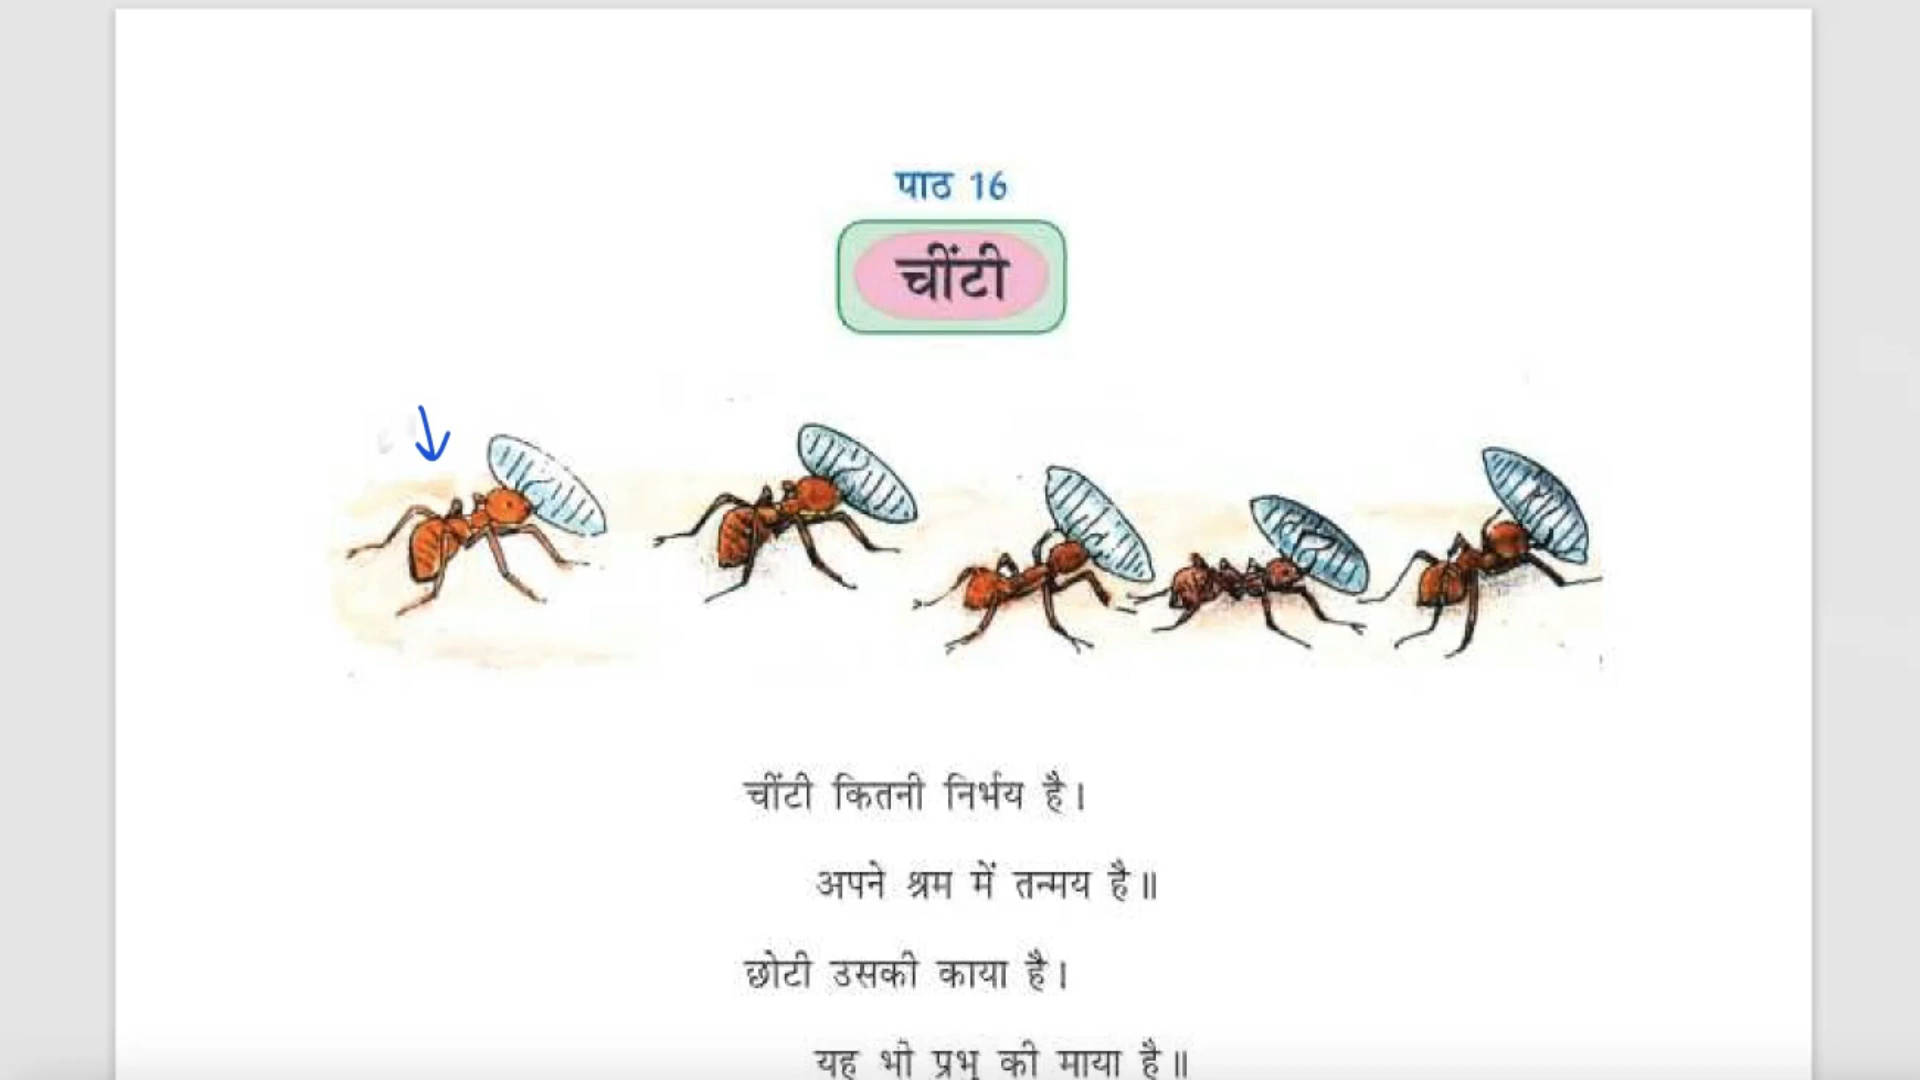 पाठ 16
चींटी
चींटी कितनी निर्भय है।
अपने श्रम में तन्मय है॥
छोटी उसकी काया है।
यह भी प्रभु की माया है॥